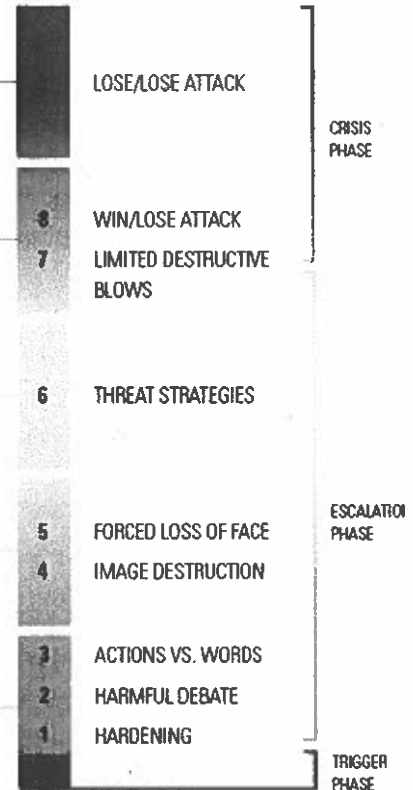 LOSE/LOSE ATTACK
CRISIS
PHASE
8 WIN/LOSE ATTACK
7 LIMITED DESTRUCTIVE
BLOWS
6 THREAT STRATEGIES
5 FORCED LOSS OF FACE
ESCALATION
PHASE
4 IMAGE DESTRUCTION
3 ACTIONS VS. WORDS
2 HARMFUL DEBATE
1 HARDENING
TRIGGER
PHASE